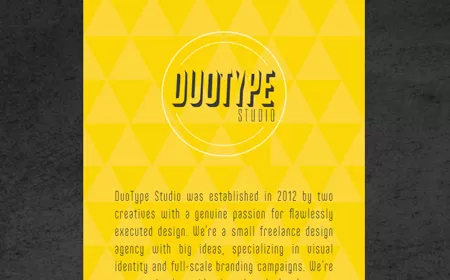 DUOTYPE
STUDIO
DuoType Studio was established in 2012 by two
creatives with a genuine passion for flawlessly
executed design. We're a small freelance design
agency with big ideas, specializing in visual
identity and full-scale branding campaigns. We're